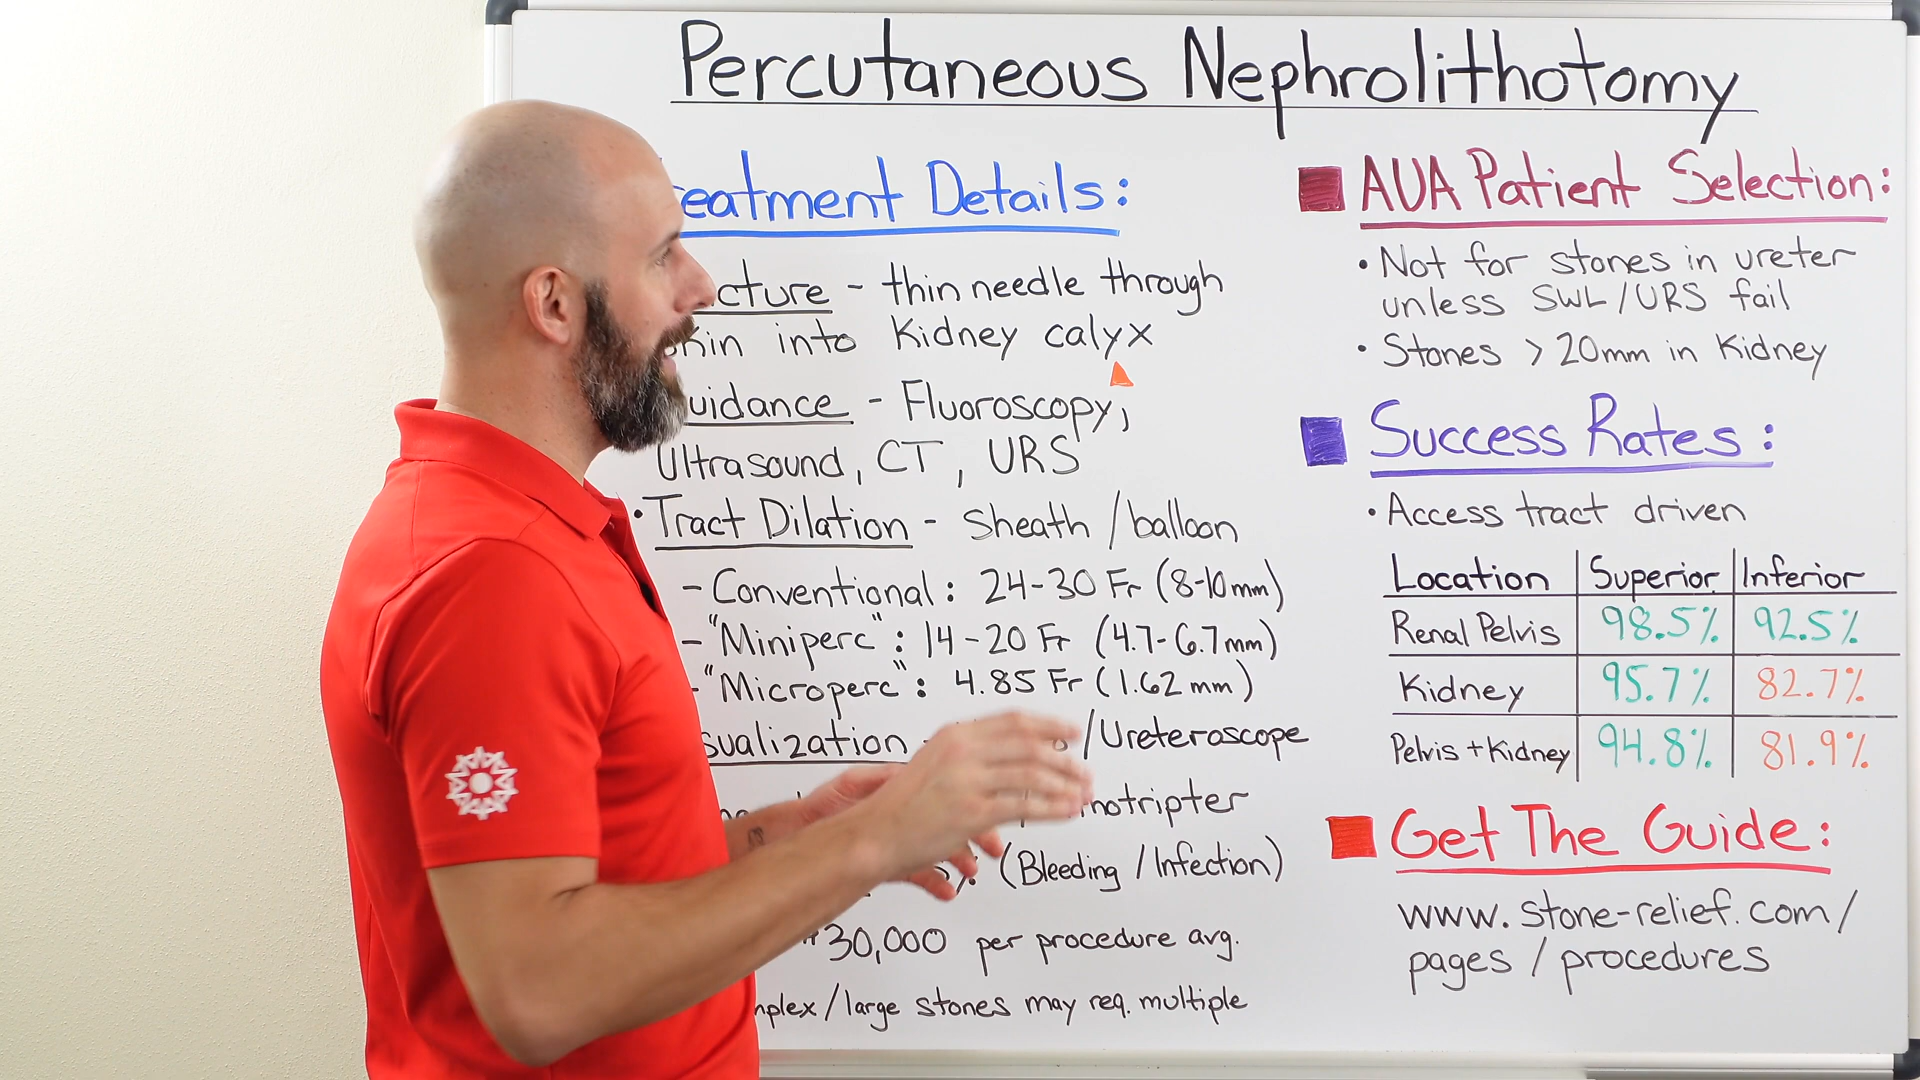 Percutaneous Nephrolithotomy
eatment Details:
cture - thin needle through
kin into Kidney calyx
uidance - Fluoroscopy,
Ultrasound, CT, URS
• Tract Dilation - Sheath / balloon
- Conventional: 24-30 Fr (8-10mm)
- "Miniperc": 14-20 Fr (4.7-6.7mm)
- "Microperc": 4.85 Fr (1.62 mm)
sualization - /Ureteroscope
hotripter
% (Bleeding / Infection)
30,000 per procedure avg.
mplex / large stones may req. multiple
AUA Patient Selection:
• Not for stones in ureter
unless SWL/URS fail
• Stones > 20mm in Kidney
Success Rates:
• Access tract driven
Location Superior Inferior
Renal Pelvis 98.5% 92.5%
Kidney 95.7% 82.7%
Pelvis + Kidney 94.8% 81.9%
Get The Guide:
www.stone-relief.com/
pages / procedures